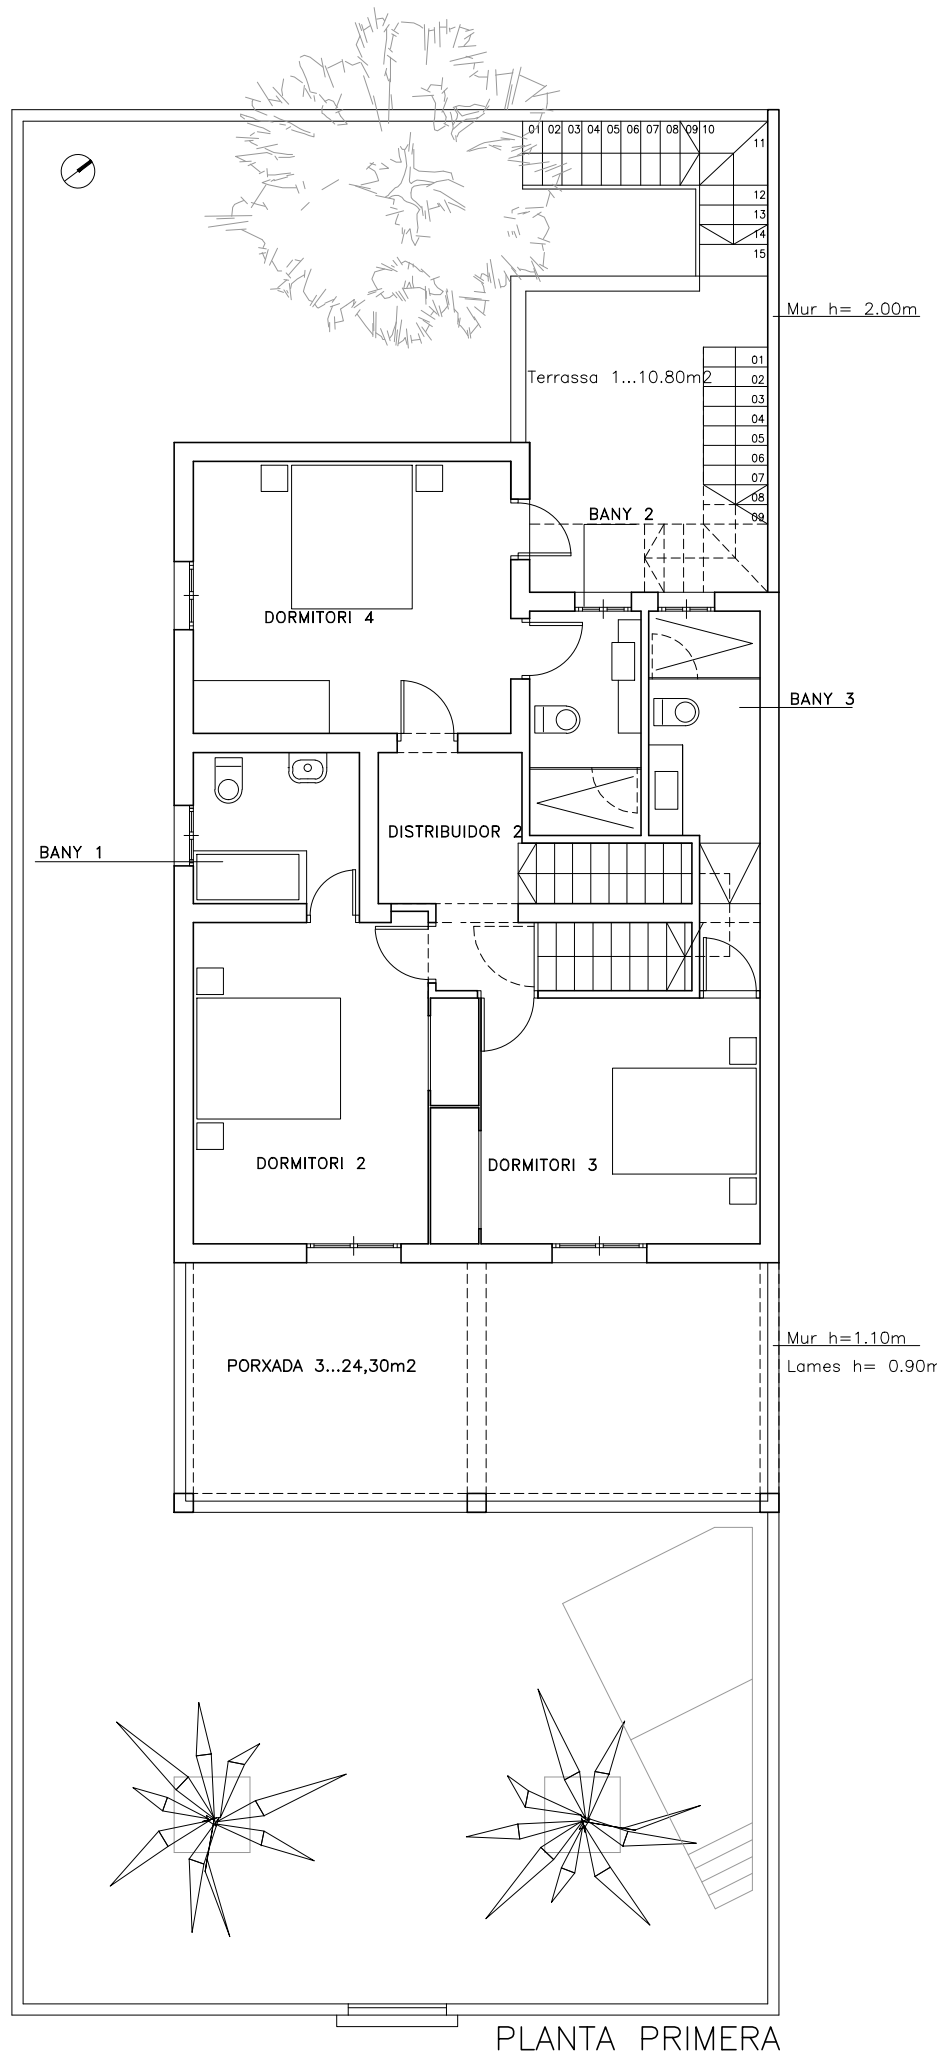 01 02 03 04 05 06 07 08 09 10
11
12
13
14
15
Mur h= 2.00m
01
Terrassa 1...10.80m2
02
03
04
05
06
07
08
09
BANY 2
DORMITORI 4
BANY 3
DISTRIBUIDOR 2
BANY 1
DORMITORI 2
DORMITORI 3
Mur h=1.10m
PORXADA 3...24,30m2
Lames h= 0.90m
PLANTA PRIMERA